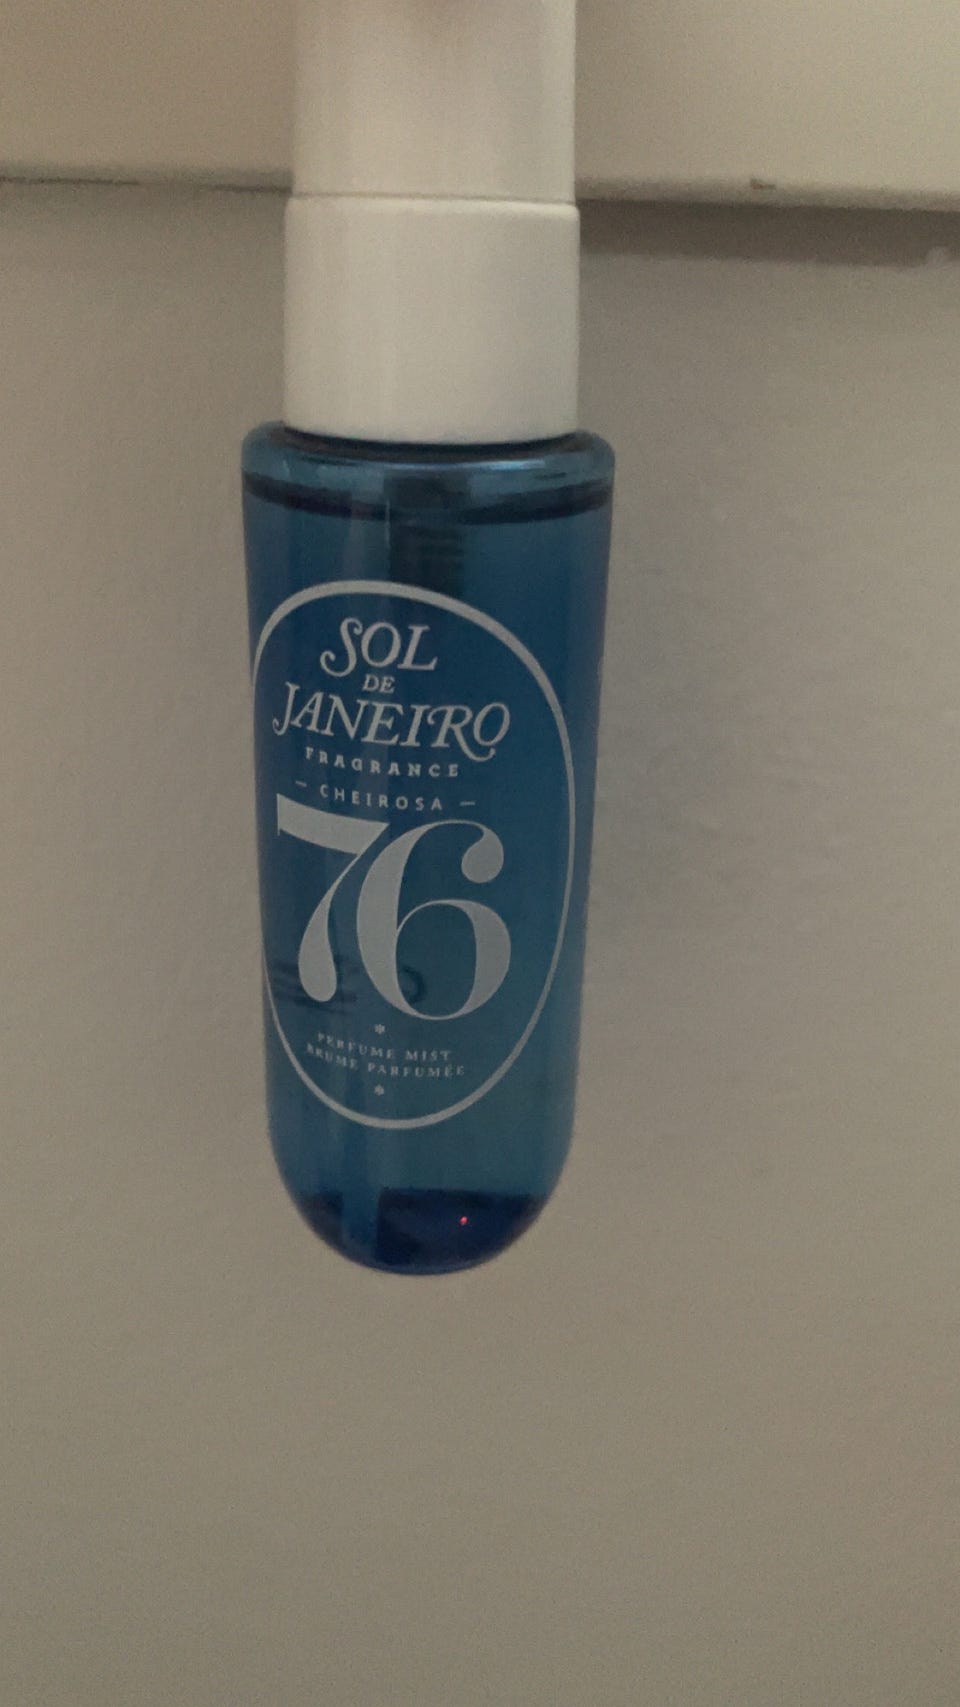 SOL
DE
JANEIRO
FRAGRANCE
– CHEIROSA –
76
*
PERFUME MIST
BRUME PARFUMÉE
*